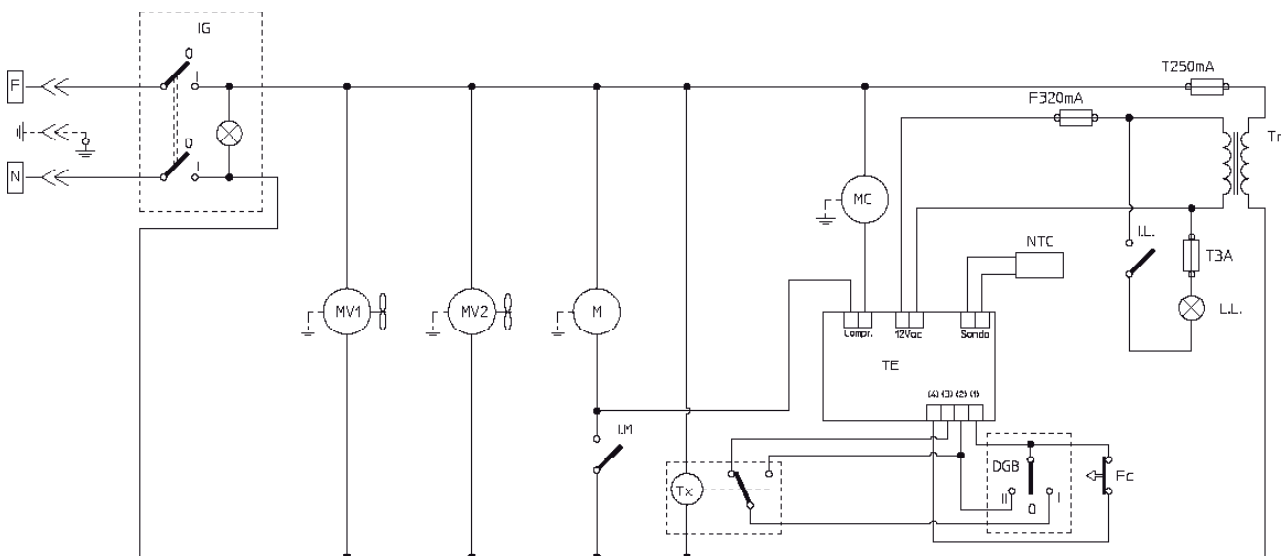 IG
0
I
F
T250mA
F320mA
Tr
0
N
I
MC
I.L.
NTC
T3A
MV1
MV2
M
L.L.
Compr.
12Vac
Sonda
TE
(4) (3) (2) (1)
I.M
DGB
Fc
Tx
II
I
0